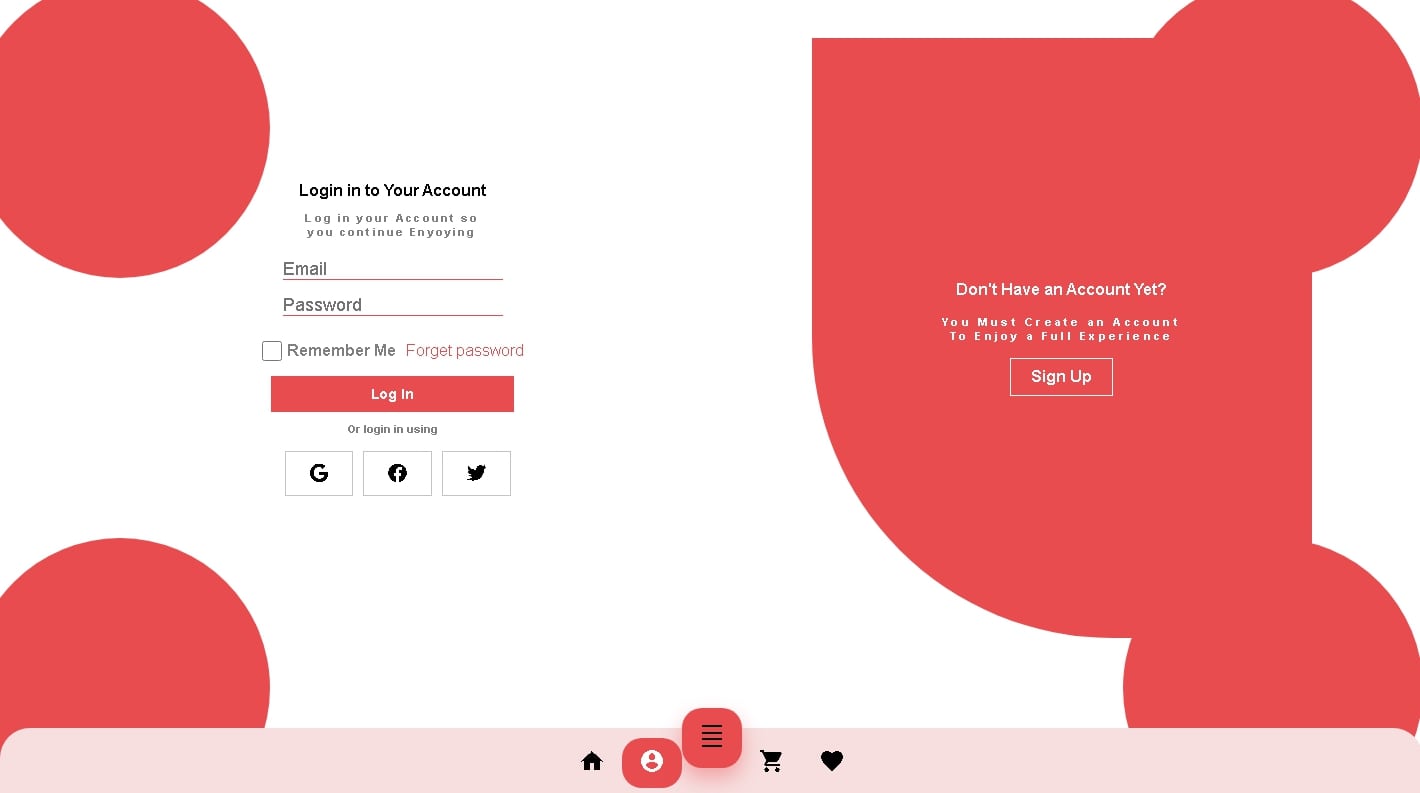 Login in to Your Account
Log in your Account so
you continue Enyoying
Email
Password
Remember Me Forget password
Log In
Or login in using
Don't Have an Account Yet?
You Must Create an Account
To Enjoy a Full Experience
Sign Up